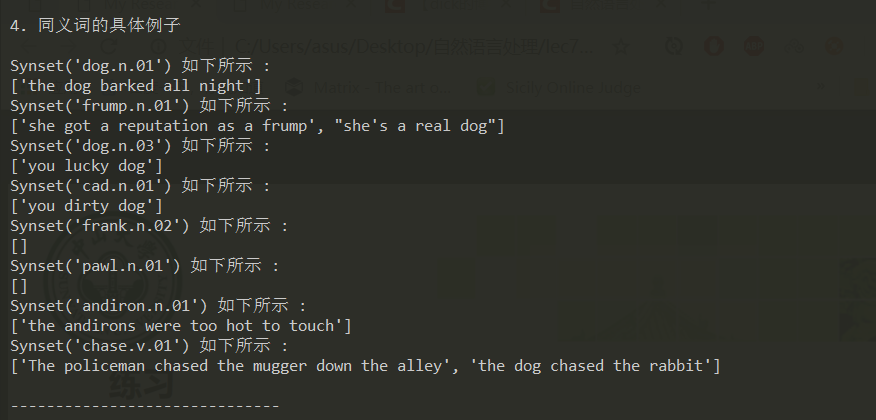 4. 同义词的具体例子
Synset('dog.n.01') 如下所示 :
['the dog barked all night']
Synset('frump.n.01') 如下所示 :
['she got a reputation as a frump', "she's a real dog"]
Synset('dog.n.03') 如下所示 :
['you lucky dog']
Synset('cad.n.01') 如下所示 :
['you dirty dog']
Synset('frank.n.02') 如下所示 :
[]
Synset('pawl.n.01') 如下所示 :
[]
Synset('andiron.n.01') 如下所示 :
['the andirons were too hot to touch']
Synset('chase.v.01') 如下所示 :
['The policeman chased the mugger down the alley', 'the dog chased the rabbit']
练习
------------------------------